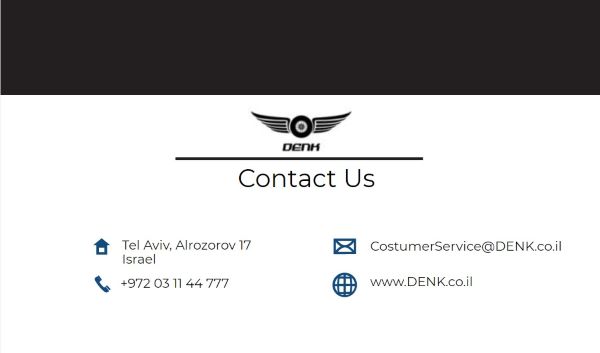 DENK
Contact Us
Tel Aviv, Alrozorov 17
Israel
+972 03 11 44 777
CostumerService@DENK.co.il
www.DENK.co.il